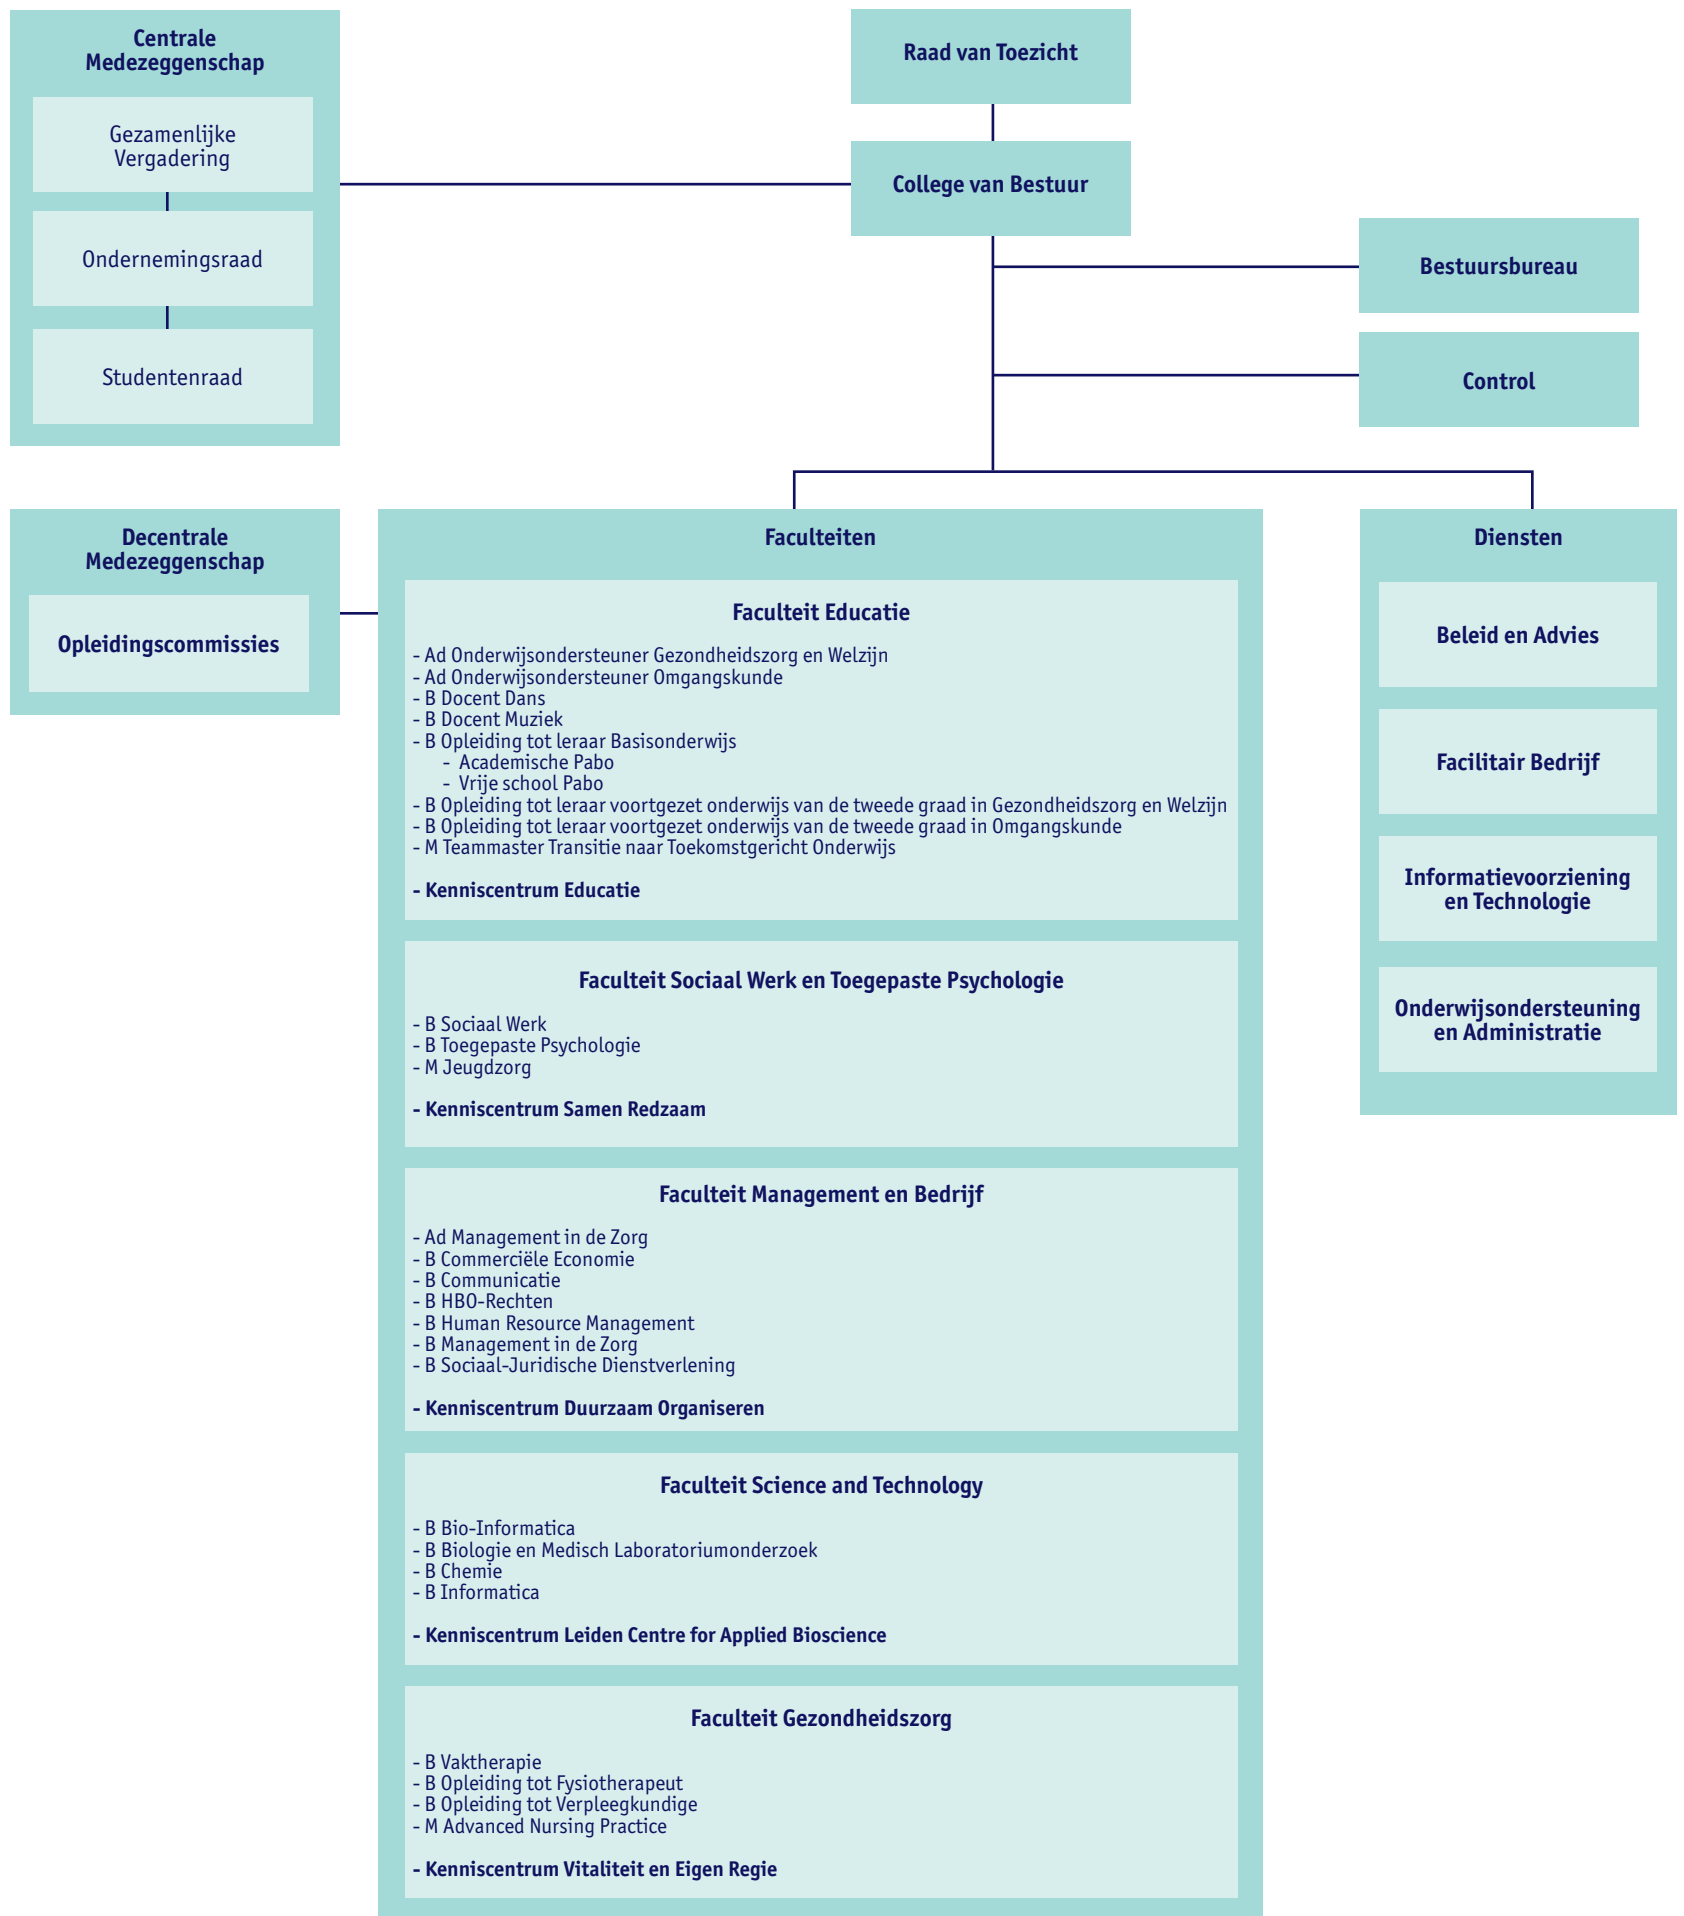 Centrale
Medezeggenschap
Gezamenlijke
Vergadering
Ondernemingsraad
Studentenraad
Raad van Toezicht
College van Bestuur
Bestuursbureau
Control
Decentrale
Medezeggenschap
Opleidingscommissies
Faculteiten
Faculteit Educatie
- Ad Onderwijsondersteuner Gezondheidszorg en Welzijn
- Ad Onderwijsondersteuner Omgangskunde
- B Docent Dans
- B Docent Muziek
- B Opleiding tot leraar Basisonderwijs
- Academische Pabo
- Vrije school Pabo
- B Opleiding tot leraar voortgezet onderwijs van de tweede graad in Gezondheidszorg en Welzijn
- B Opleiding tot leraar voortgezet onderwijs van de tweede graad in Omgangskunde
- M Teammaster Transitie naar Toekomstgericht Onderwijs
- Kenniscentrum Educatie
Faculteit Sociaal Werk en Toegepaste Psychologie
- B Sociaal Werk
- B Toegepaste Psychologie
- M Jeugdzorg
- Kenniscentrum Samen Redzaam
Faculteit Management en Bedrijf
- Ad Management in de Zorg
- B Commerciële Economie
- B Communicatie
- B HBO-Rechten
- B Human Resource Management
- B Management in de Zorg
- B Sociaal-Juridische Dienstverlening
- Kenniscentrum Duurzaam Organiseren
Faculteit Science and Technology
- B Bio-Informatica
- B Biologie en Medisch Laboratoriumonderzoek
- B Chemie
- B Informatica
- Kenniscentrum Leiden Centre for Applied Bioscience
Faculteit Gezondheidszorg
- B Vaktherapie
- B Opleiding tot Fysiotherapeut
- B Opleiding tot Verpleegkundige
- M Advanced Nursing Practice
- Kenniscentrum Vitaliteit en Eigen Regie
Diensten
Beleid en Advies
Facilitair Bedrijf
Informatievoorziening
en Technologie
Onderwijsondersteuning
en Administratie